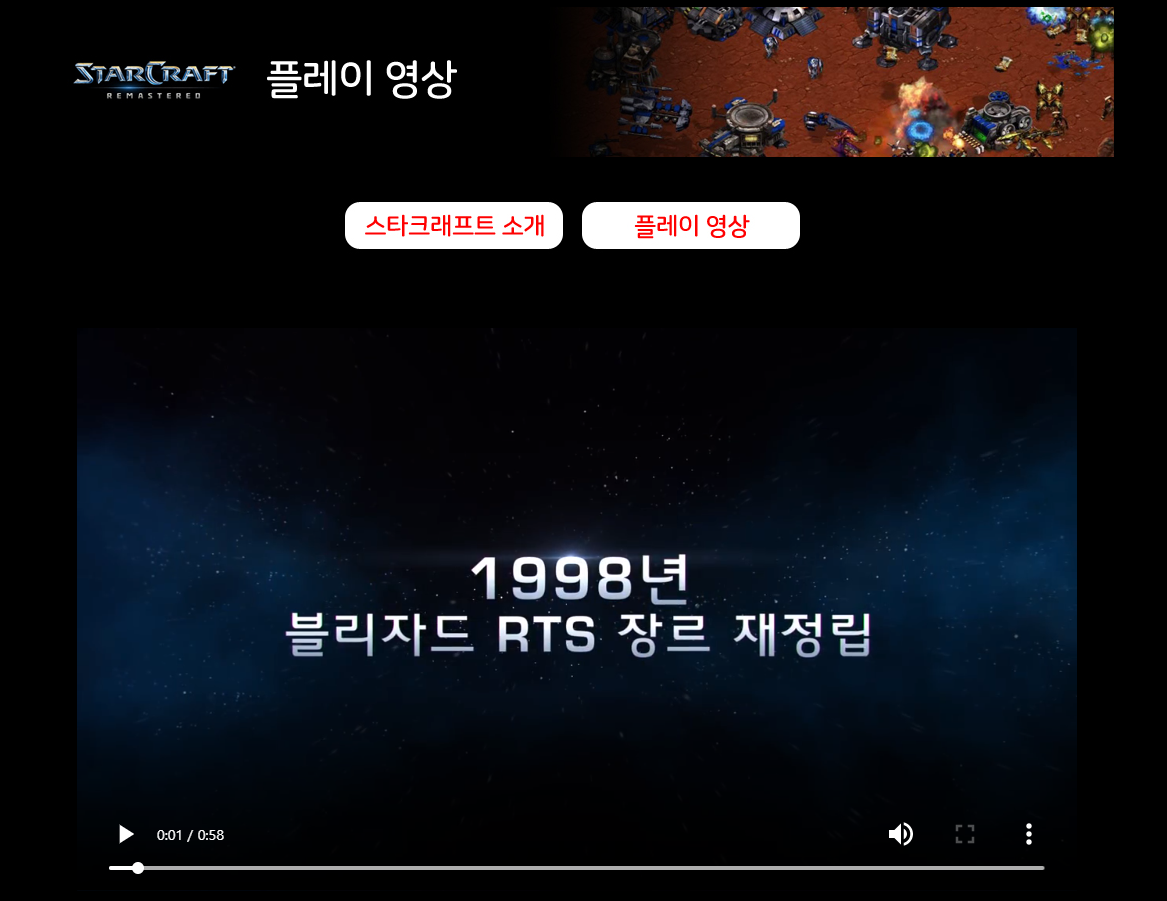 STARCRAFT
REMASTERED
플레이 영상
스타크래프트 소개
플레이 영상
1998년
블리자드 RTS 장르 재정립
0:01 / 0:58